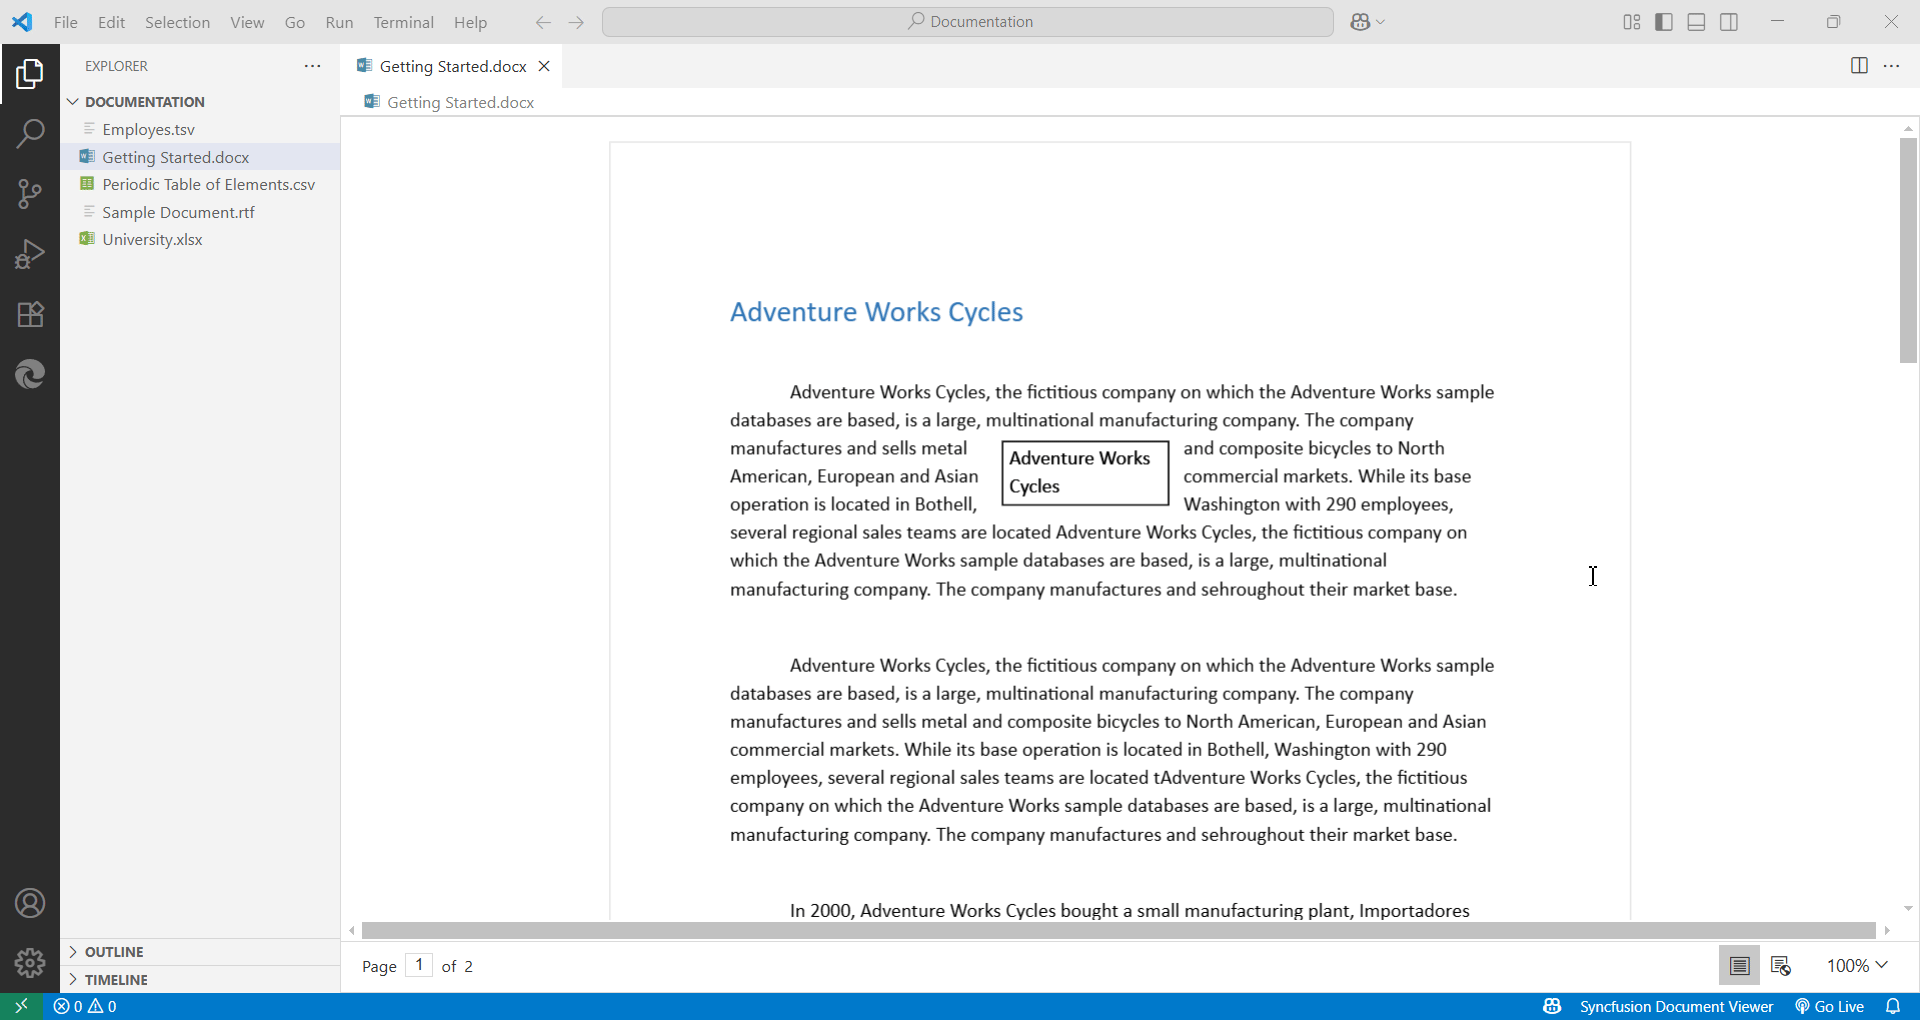 File Edit Selection View Go Run Terminal Help Documentation
EXPLORER
DOCUMENTATION
Employes.tsv
Getting Started.docx
Periodic Table of Elements.csv
Sample Document.rtf
University.xlsx
OUTLINE
TIMELINE
Getting Started.docx
Getting Started.docx
Adventure Works Cycles
Adventure Works Cycles, the fictitious company on which the Adventure Works sample
databases are based, is a large, multinational manufacturing company. The company
manufactures and sells metal and composite bicycles to North
American, European and Asian commercial markets. While its base
operation is located in Bothell, Washington with 290 employees,
Adventure Works
Cycles
several regional sales teams are located Adventure Works Cycles, the fictitious company on
which the Adventure Works sample databases are based, is a large, multinational
manufacturing company. The company manufactures and sehroughout their market base.
Adventure Works Cycles, the fictitious company on which the Adventure Works sample
databases are based, is a large, multinational manufacturing company. The company
manufactures and sells metal and composite bicycles to North American, European and Asian
commercial markets. While its base operation is located in Bothell, Washington with 290
employees, several regional sales teams are located tAdventure Works Cycles, the fictitious
company on which the Adventure Works sample databases are based, is a large, multinational
manufacturing company. The company manufactures and sehroughout their market base.
In 2000, Adventure Works Cycles bought a small manufacturing plant, Importadores
Page 1 of 2 100%
0 0 Syncfusion Document Viewer Go Live